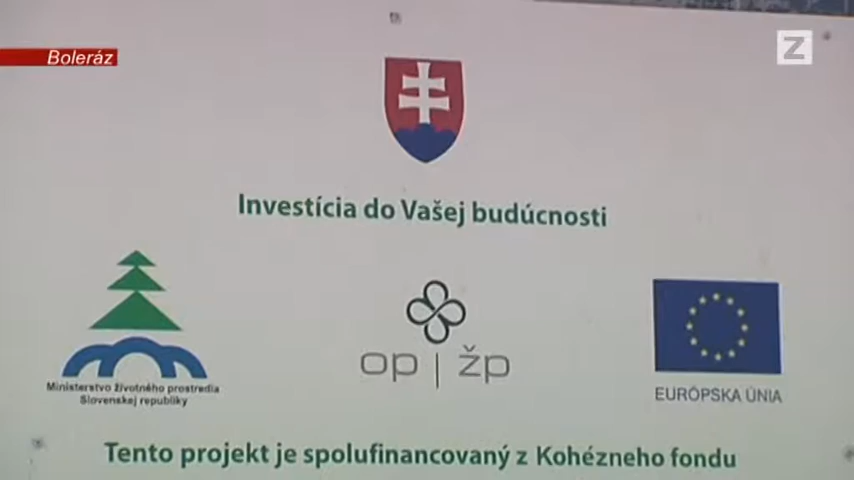 Boleráz
Z
Investícia do Vašej budúcnosti
Ministerstvo životného prostredia
Slovenskej republiky
op | žp
EURÓPSKA ÚNIA
Tento projekt je spolufinancovaný z Kohézneho fondu